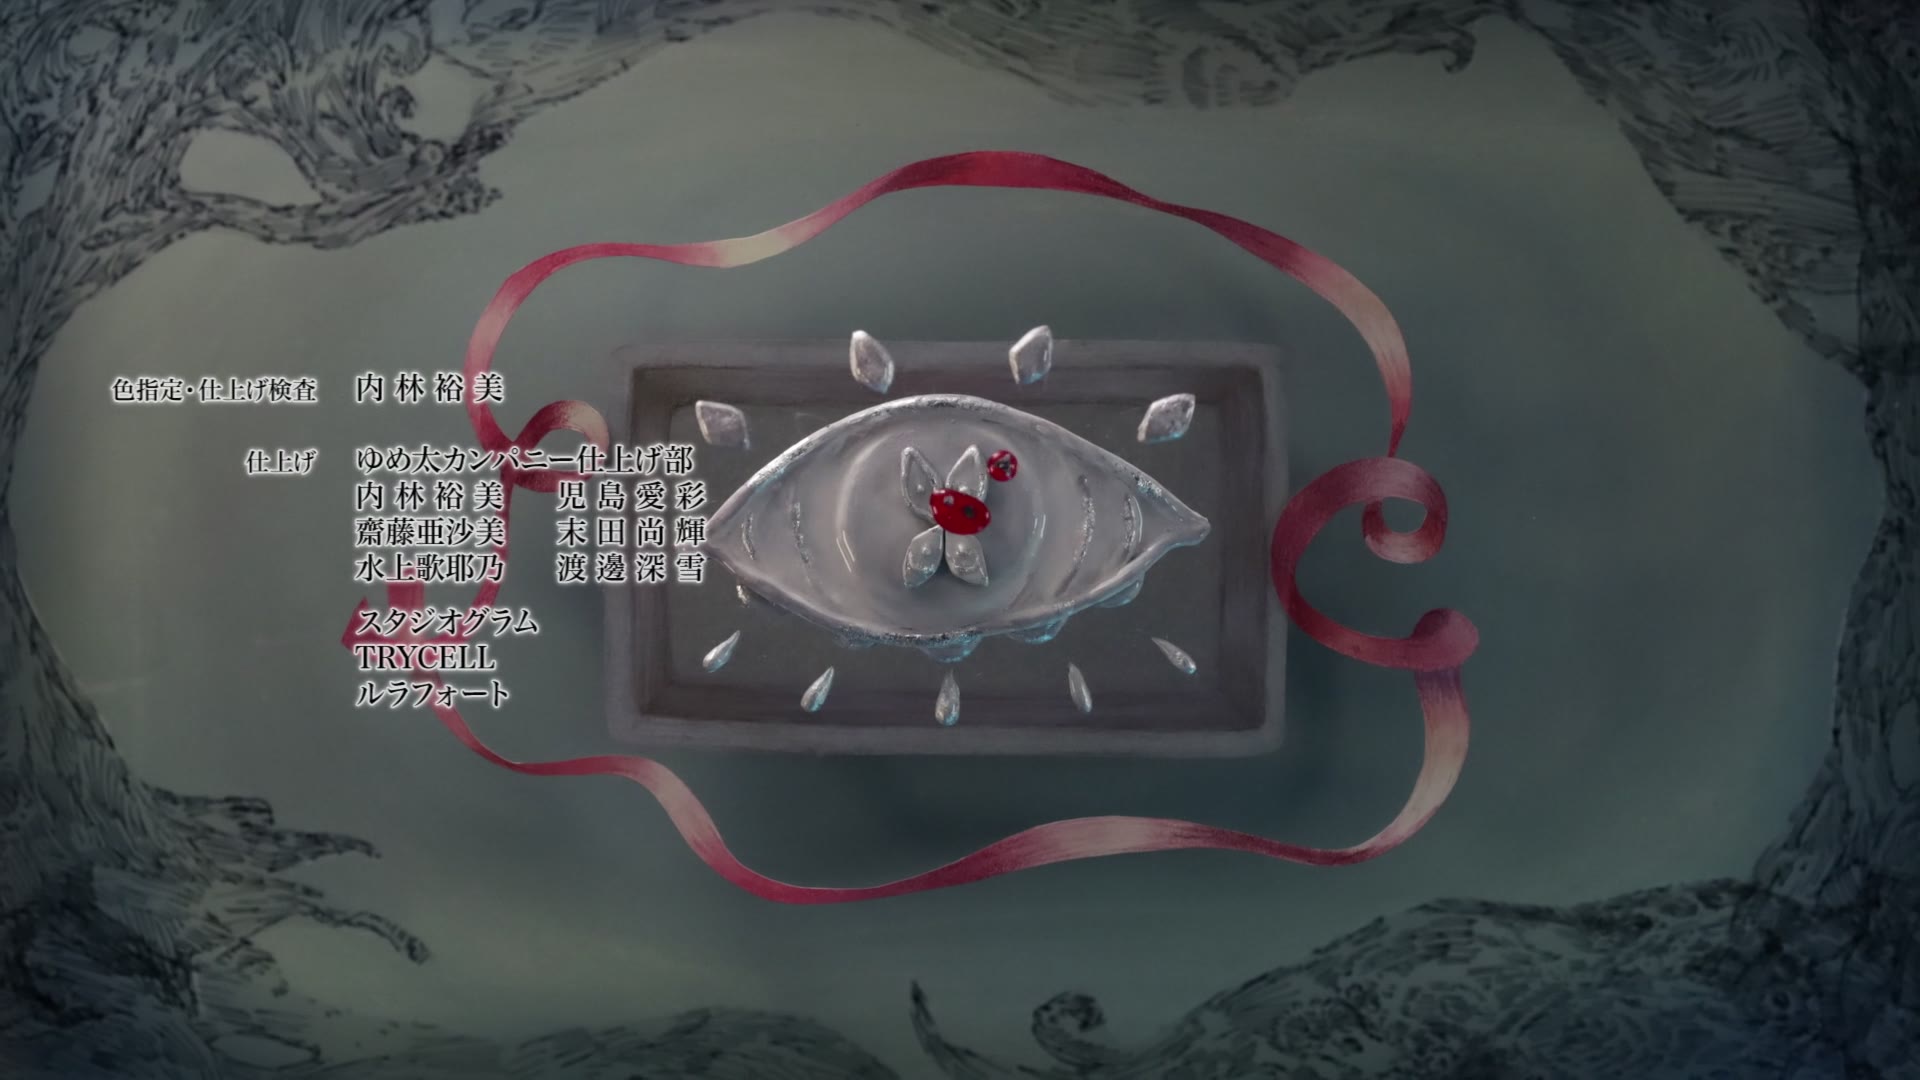 色指定・仕上げ検査 内林裕美
仕上げ ゆめ太カンパニー仕上げ部
内林裕美 児島愛彩
齋藤亜沙美 末田尚輝
水上歌耶乃 渡邊深雪
スタジオグラム
TRYCELL
ルラフォート